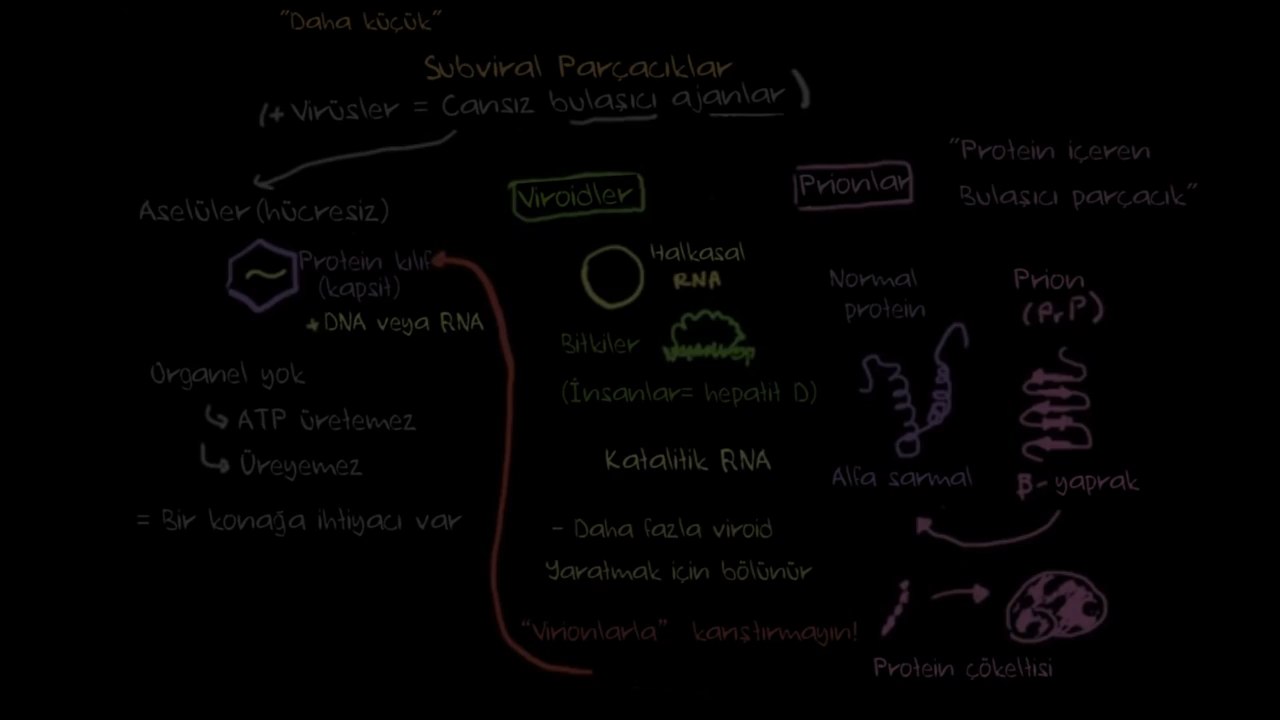 "Daha küçük"
Subviral Parçacıklar
(+ Virüsler = Cansız bulaşıcı ajanlar)
Aselüler (hücresiz)
Protein kılıf
(kapsit)
+ DNA veya RNA
Organel yok
ATP üretemez
Üreyemez
= Bir konağa ihtiyacı var
Viroidler
Halkasal
RNA
Bitkiler
(İnsanlar= hepatit D)
Katalitik RNA
- Daha fazla viroid
Yaratmak için bölünür
"Virionlarla" karıştırmayın!
Prionlar
"Protein içeren
Bulaşıcı parçacık"
Normal
protein
Prion
(PrP)
Alfa sarmal
β- yaprak
Protein çökeltisi